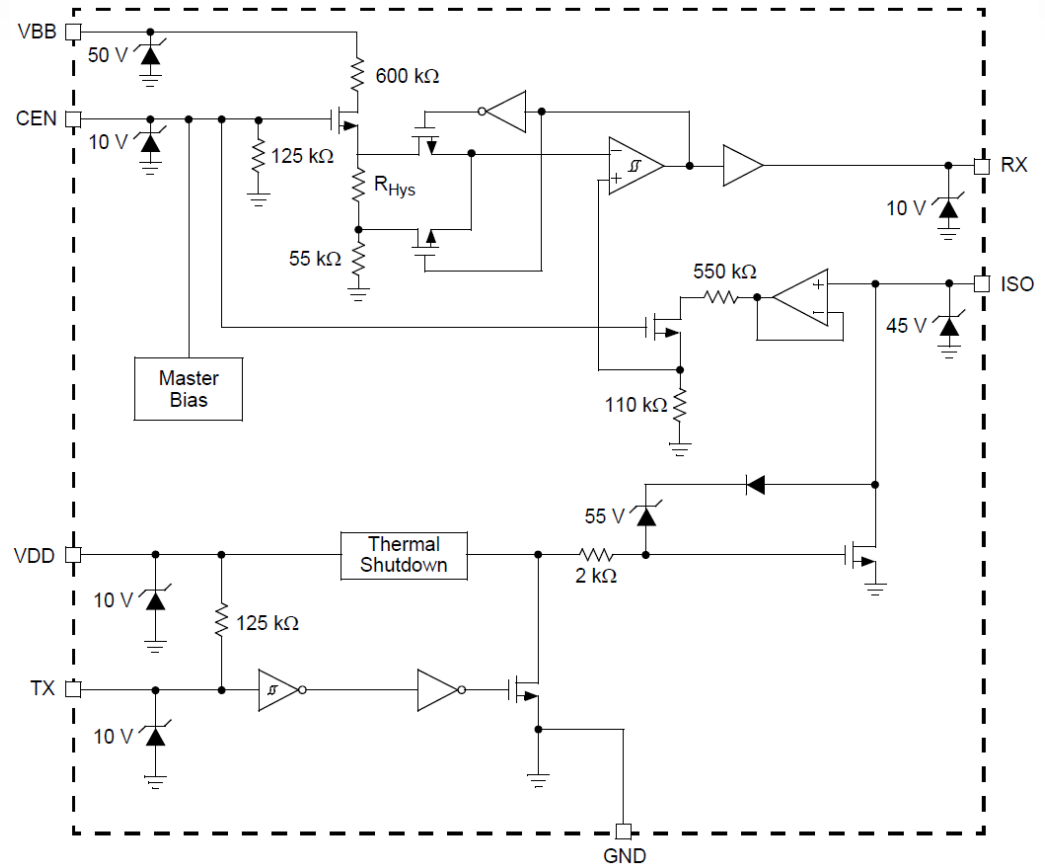 VBB
50 V
600 kΩ
CEN
10 V
125 kΩ
RHys
RX
10 V
55 kΩ
550 kΩ
ISO
45 V
Master
Bias
110 kΩ
55 V
VDD
Thermal
Shutdown
2 kΩ
10 V
125 kΩ
TX
10 V
GND